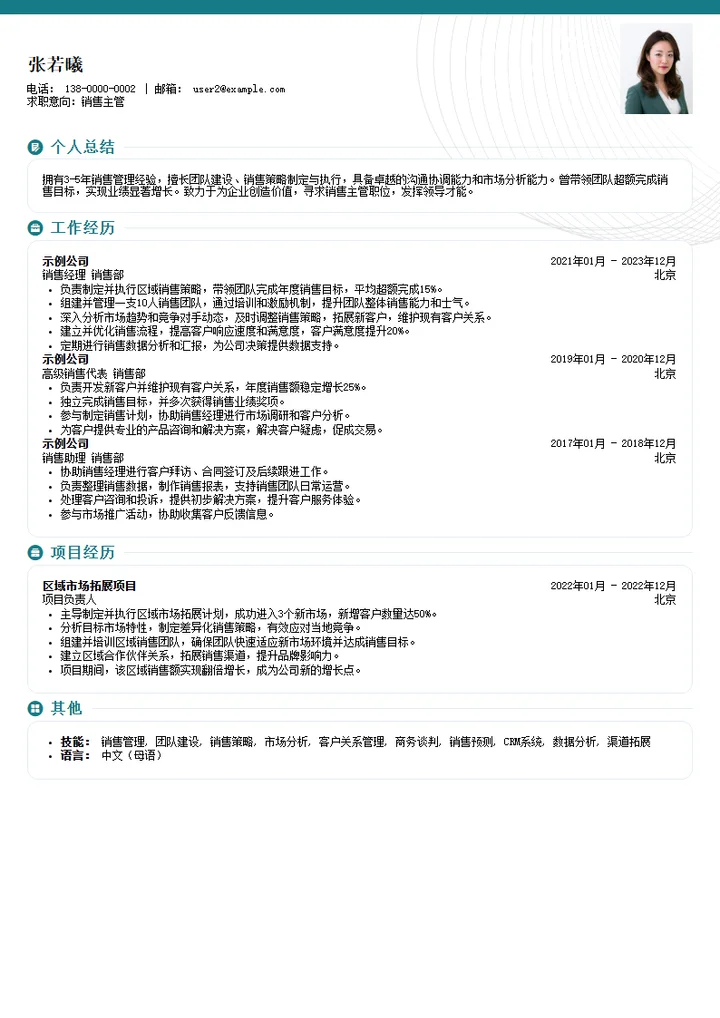 张若曦
电话： 138-0000-0002 | 邮箱： user2@example.com
求职意向：销售主管
个人总结
拥有3-5年销售管理经验，擅长团队建设、销售策略制定与执行，具备卓越的沟通协调能力和市场分析能力。曾带领团队超额完成销
售目标，实现业绩显著增长。致力于为企业创造价值，寻求销售主管职位，发挥领导才能。
工作经历
示例公司 2021年01月 - 2023年12月
销售经理 销售部 北京
• 负责制定并执行区域销售策略，带领团队完成年度销售目标，平均超额完成15%。
• 组建并管理一支10人销售团队，通过培训和激励机制，提升团队整体销售能力和士气。
• 深入分析市场趋势和竞争对手动态，及时调整销售策略，拓展新客户，维护现有客户关系。
• 建立并优化销售流程，提高客户响应速度和满意度，客户满意度提升20%。
• 定期进行销售数据分析和汇报，为公司决策提供数据支持。
示例公司 2019年01月 - 2020年12月
高级销售代表 销售部 北京
• 负责开发新客户并维护现有客户关系，年度销售额稳定增长25%。
• 独立完成销售目标，并多次获得销售业绩奖项。
• 参与制定销售计划，协助销售经理进行市场调研和客户分析。
• 为客户提供专业的产品咨询和解决方案，解决客户疑虑，促成交易。
示例公司 2017年01月 - 2018年12月
销售助理 销售部 北京
• 协助销售经理进行客户拜访、合同签订及后续跟进工作。
• 负责整理销售数据，制作销售报表，支持销售团队日常运营。
• 处理客户咨询和投诉，提供初步解决方案，提升客户服务体验。
• 参与市场推广活动，协助收集客户反馈信息。
项目经历
区域市场拓展项目 2022年01月 - 2022年12月
项目负责人 北京
• 主导制定并执行区域市场拓展计划，成功进入3个新市场，新增客户数量达50%。
• 分析目标市场特性，制定差异化销售策略，有效应对当地竞争。
• 组建并培训区域销售团队，确保团队快速适应新市场环境并达成销售目标。
• 建立区域合作伙伴关系，拓展销售渠道，提升品牌影响力。
• 项目期间，该区域销售额实现翻倍增长，成为公司新的增长点。
其他
• 技能： 销售管理, 团队建设, 销售策略, 市场分析, 客户关系管理, 商务谈判, 销售预测, CRM系统, 数据分析, 渠道拓展
• 语言： 中文（母语）